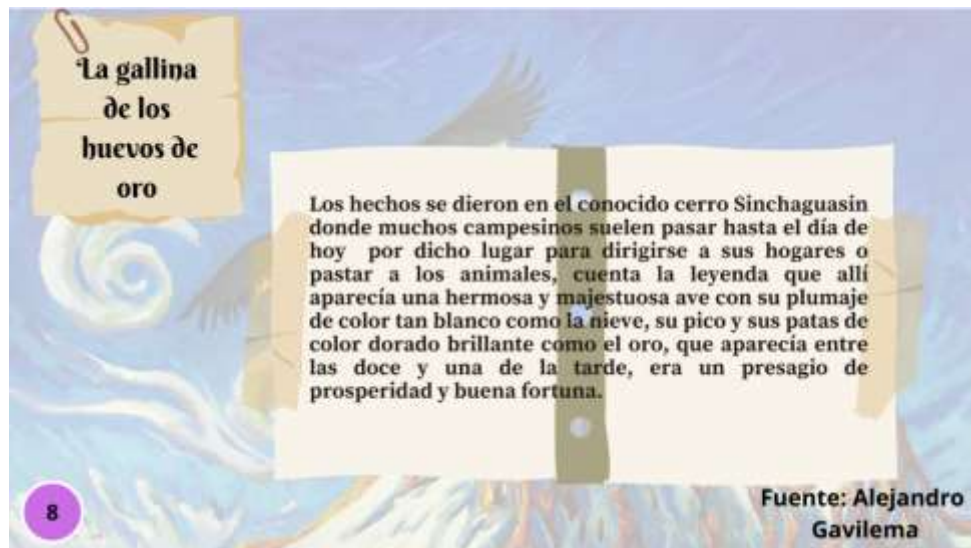 La gallina
de los
huevos de
oro
Los hechos se dieron en el conocido cerro Sinchaguasin
donde muchos campesinos suelen pasar hasta el día de
hoy por dicho lugar para dirigirse a sus hogares o
pastar a los animales, cuenta la leyenda que allí
aparecía una hermosa y majestuosa ave con su plumaje
de color tan blanco como la nieve, su pico y sus patas de
color dorado brillante como el oro, que aparecía entre
las doce y una de la tarde, era un presagio de
prosperidad y buena fortuna.
8
Fuente: Alejandro
Gavilema